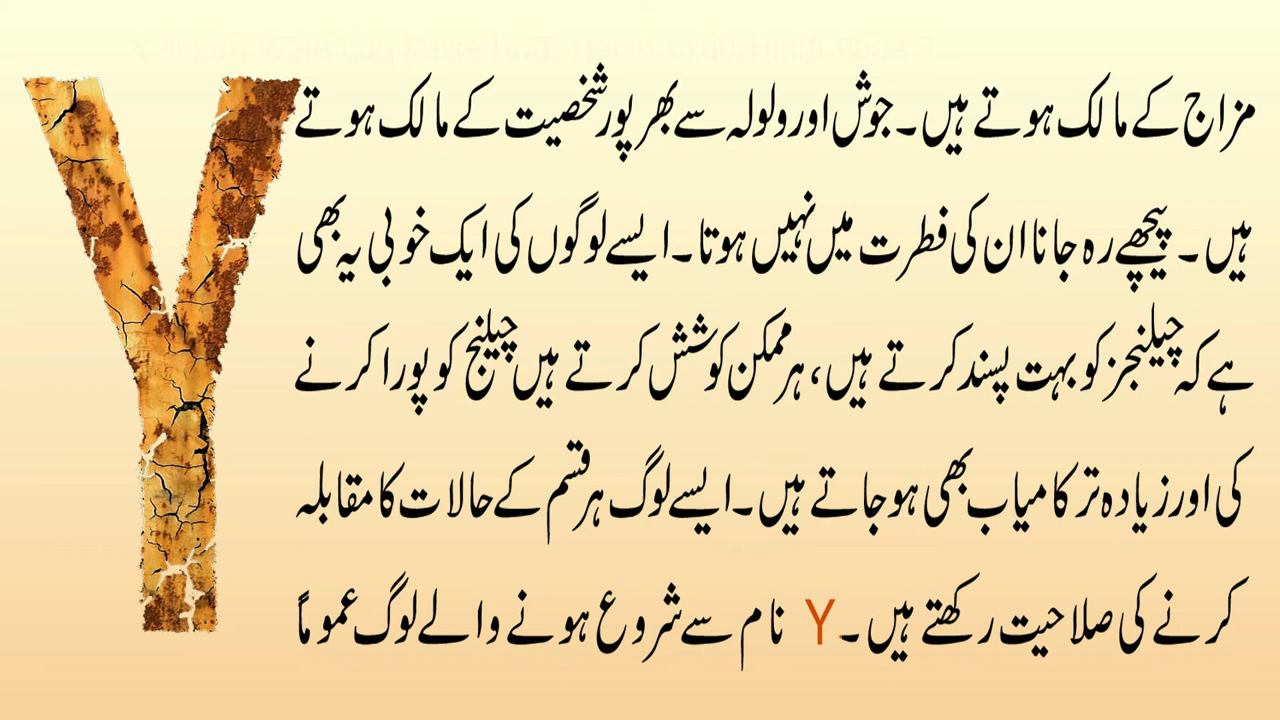 Y
مزاج کے مالک ہوتے ہیں۔ جوش اور ولولہ سے بھرپور شخصیت کے مالک ہوتے
ہیں۔ پیچھے رہ جانا ان کی فطرت میں نہیں ہوتا۔ ایسے لوگوں کی ایک خوبی یہ بھی
ہے کہ چیلنجز کو بہت پسند کرتے ہیں، ہر ممکن کوشش کرتے ہیں چیلنج کو پورا کرنے
کی اور زیادہ تر کامیاب بھی ہو جاتے ہیں۔ ایسے لوگ ہر قسم کے حالات کا مقابلہ
کرنے کی صلاحیت رکھتے ہیں۔ Y نام سے شروع ہونے والے لوگ عموماً